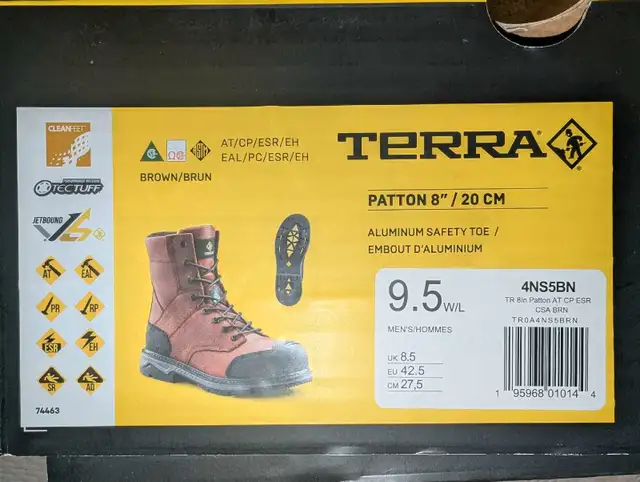 CLEANFEET
TECTUFF
JETBOUND
AT
EAL
PR
RP
ESR
EH
SR
AD
74463
AT/CP/ESR/EH
EAL/PC/ESR/EH
BROWN/BRUN
TERRA
PATTON 8" / 20 CM
ALUMINUM SAFETY TOE /
EMBOUT D'ALUMINIUM
9.5 W/L
MEN'S/HOMMES
UK 8.5
EU 42.5
CM 27,5
4NS5BN
TR 8In Patton AT CP ESR
CSA BRN
TR0A4NS5BRN
1 95968 01014 4